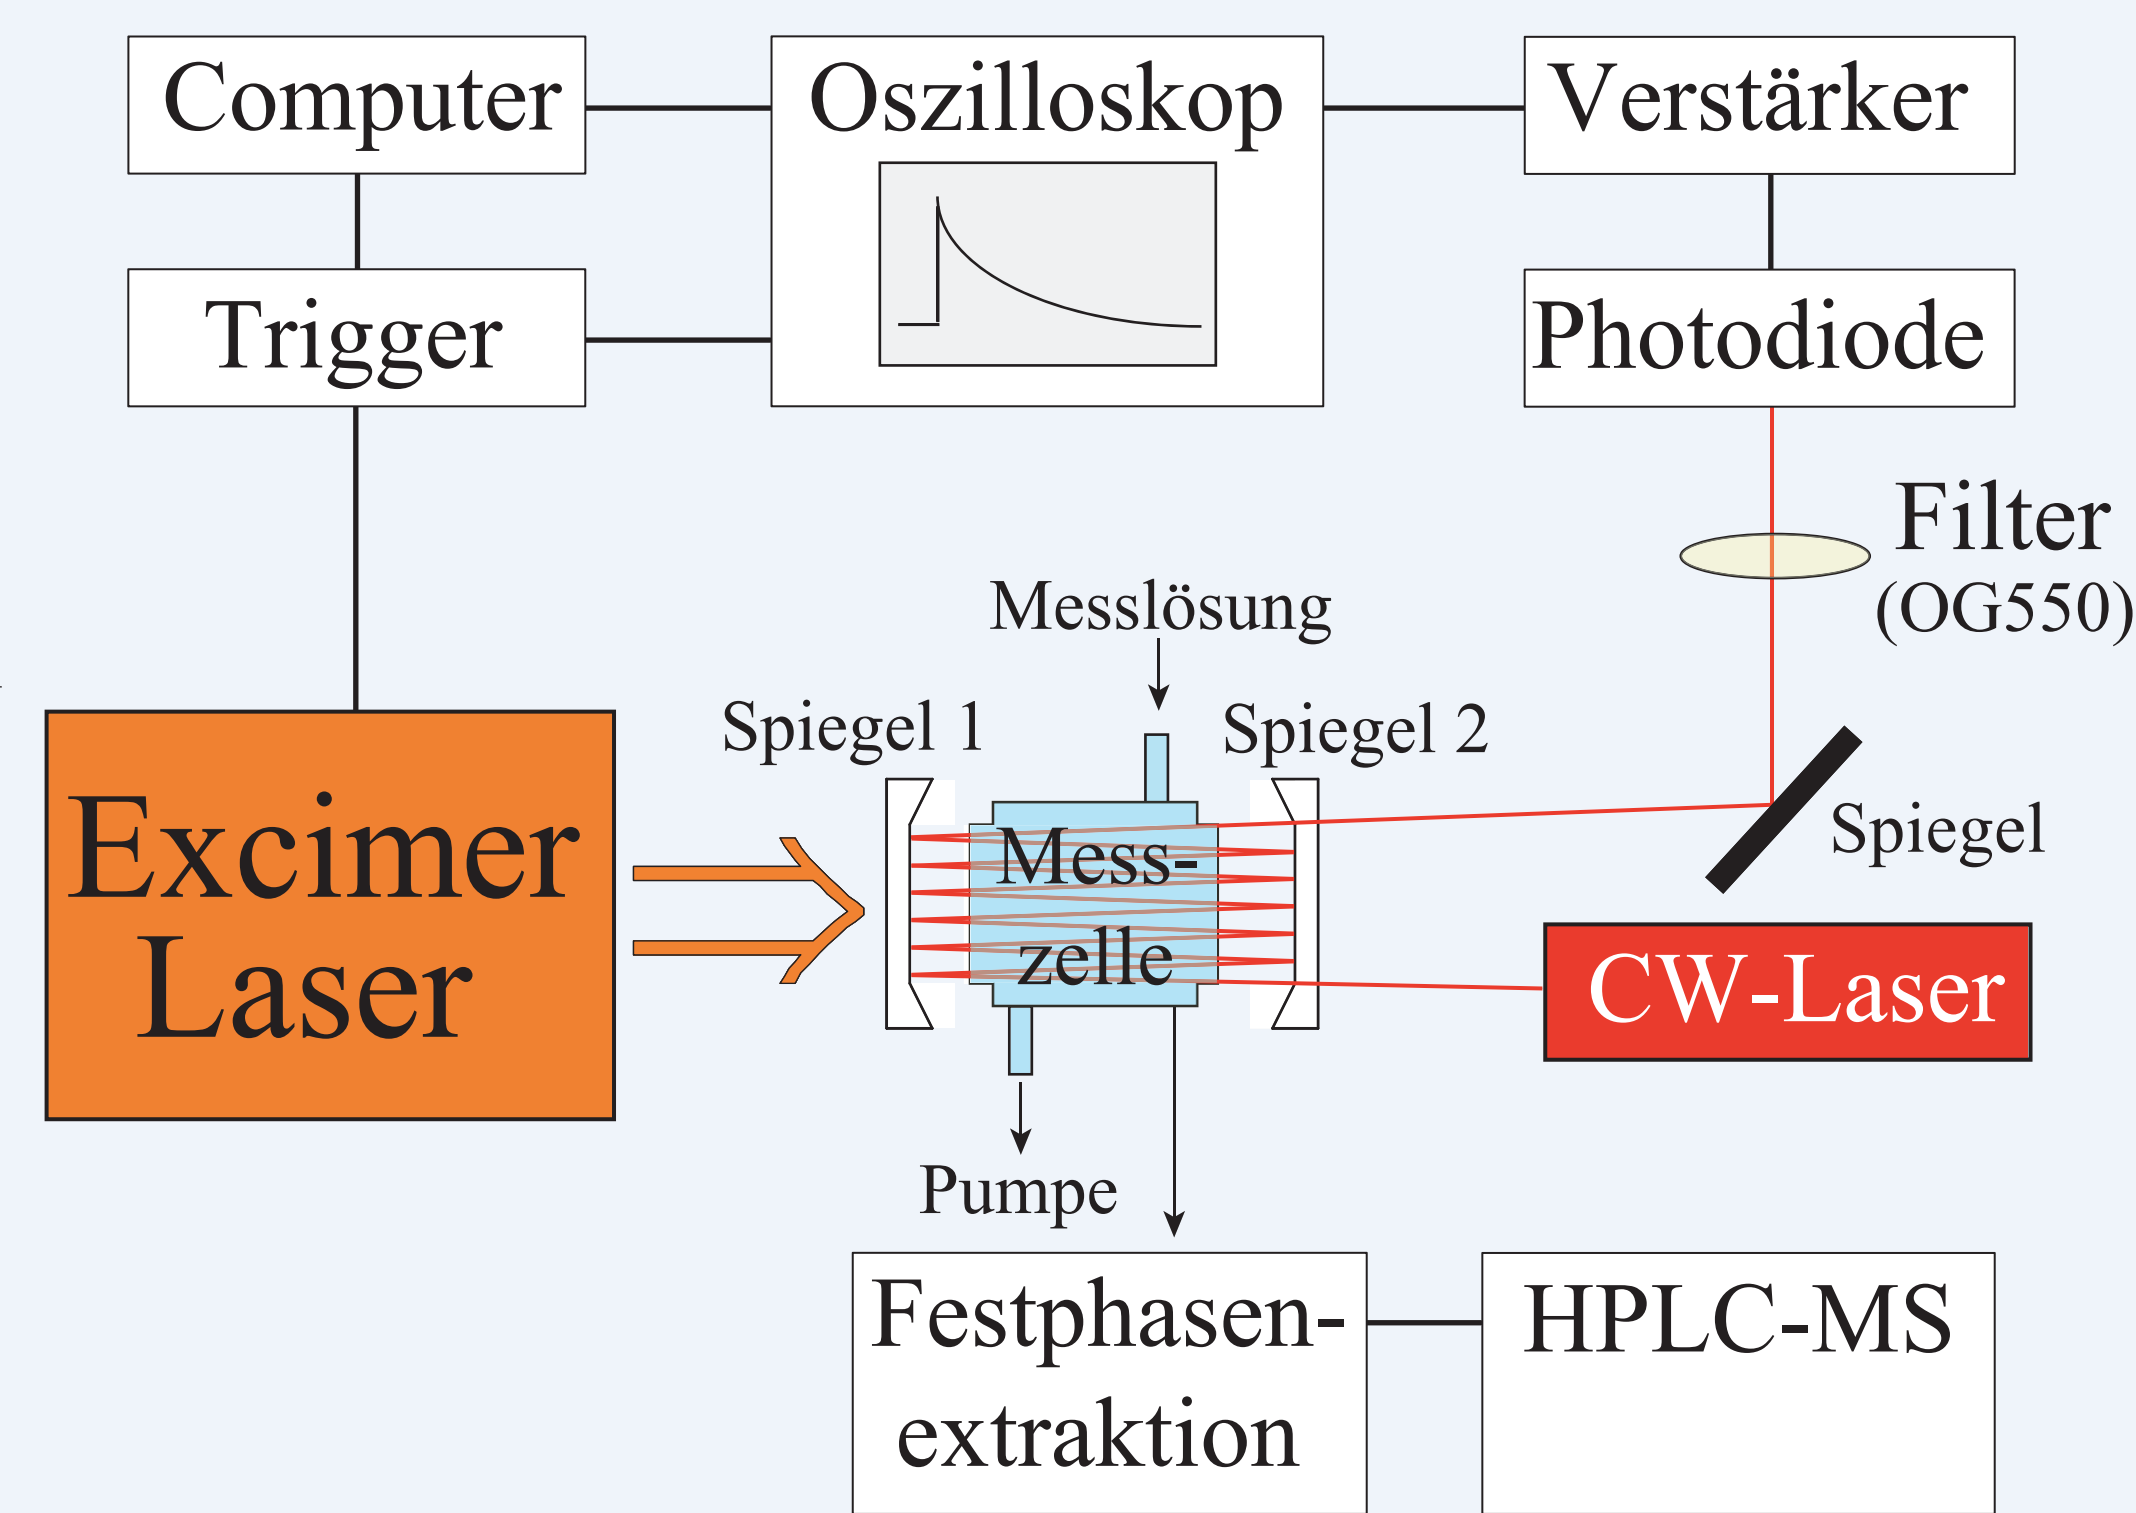 Computer
Oszilloskop
Verstärker
Trigger
Photodiode
Filter
(OG550)
Messlösung
Spiegel 1
Spiegel 2
Excimer
Laser
Mess-
zelle
Spiegel
CW-Laser
Pumpe
Festphasen-
extraktion
HPLC-MS